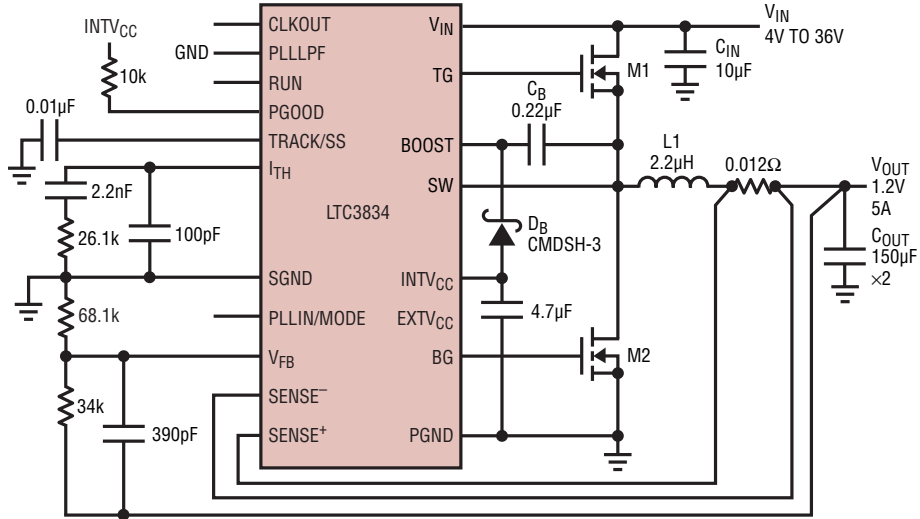 INTVCC
10k
0.01µF
2.2nF
26.1k
100pF
68.1k
34k
390pF
GND
CLKOUT
PLLLPF
RUN
PGOOD
TRACK/SS
ITH
SGND
PLLIN/MODE
VFB
SENSE–
SENSE+
LTC3834
VIN
TG
BOOST
SW
INTVCC
EXTVCC
BG
PGND
CB
0.22µF
DB
CMDSH-3
4.7µF
M1
M2
CIN
10µF
VIN
4V TO 36V
L1
2.2µH
0.012Ω
VOUT
1.2V
5A
COUT
150µF
×2